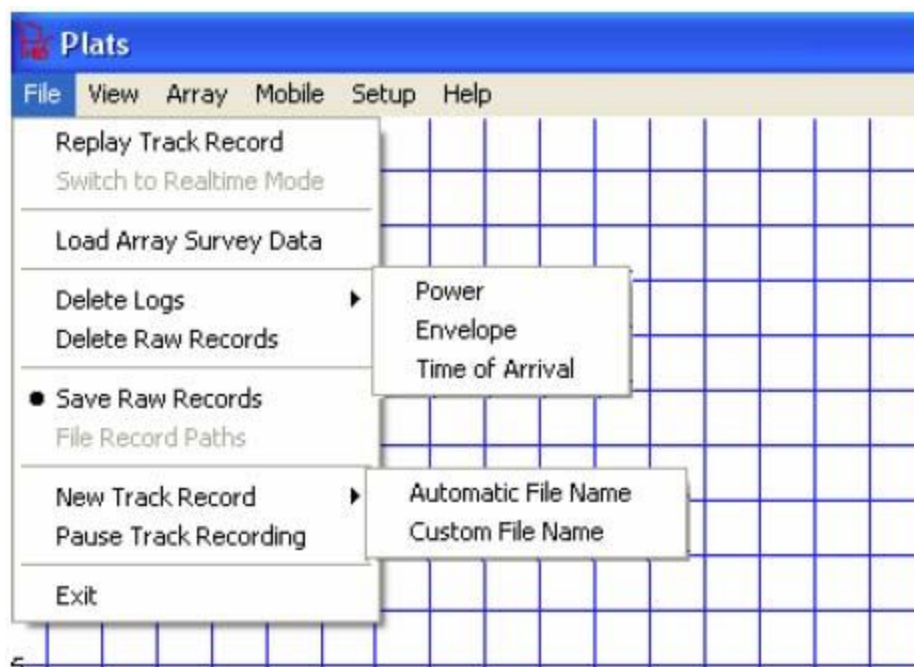 Plats
File View Array Mobile Setup Help
Replay Track Record
Switch to Realtime Mode
Load Array Survey Data
Delete Logs
Delete Raw Records
Power
Envelope
Time of Arrival
Save Raw Records
File Record Paths
New Track Record
Pause Track Recording
Automatic File Name
Custom File Name
Exit